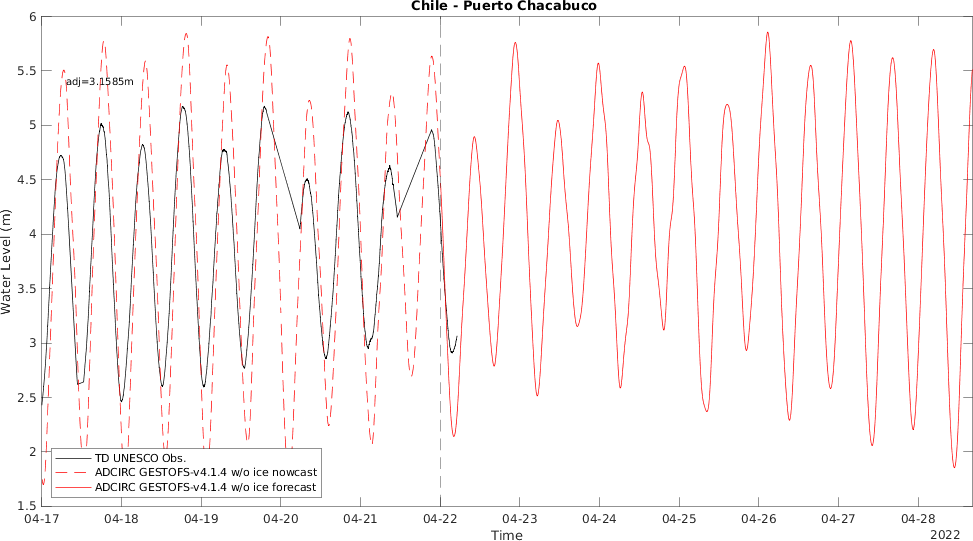 Chile - Puerto Chacabuco
6
5.5
5
4.5
4
3.5
3
2.5
2
1.5
Water Level (m)
adj=3.1585m
TD UNESCO Obs.
ADCIRC GESTOFS-v4.1.4 w/o ice nowcast
ADCIRC GESTOFS-v4.1.4 w/o ice forecast
04-17 04-18 04-19 04-20 04-21 04-22 04-23 04-24 04-25 04-26 04-27 04-28
Time
2022